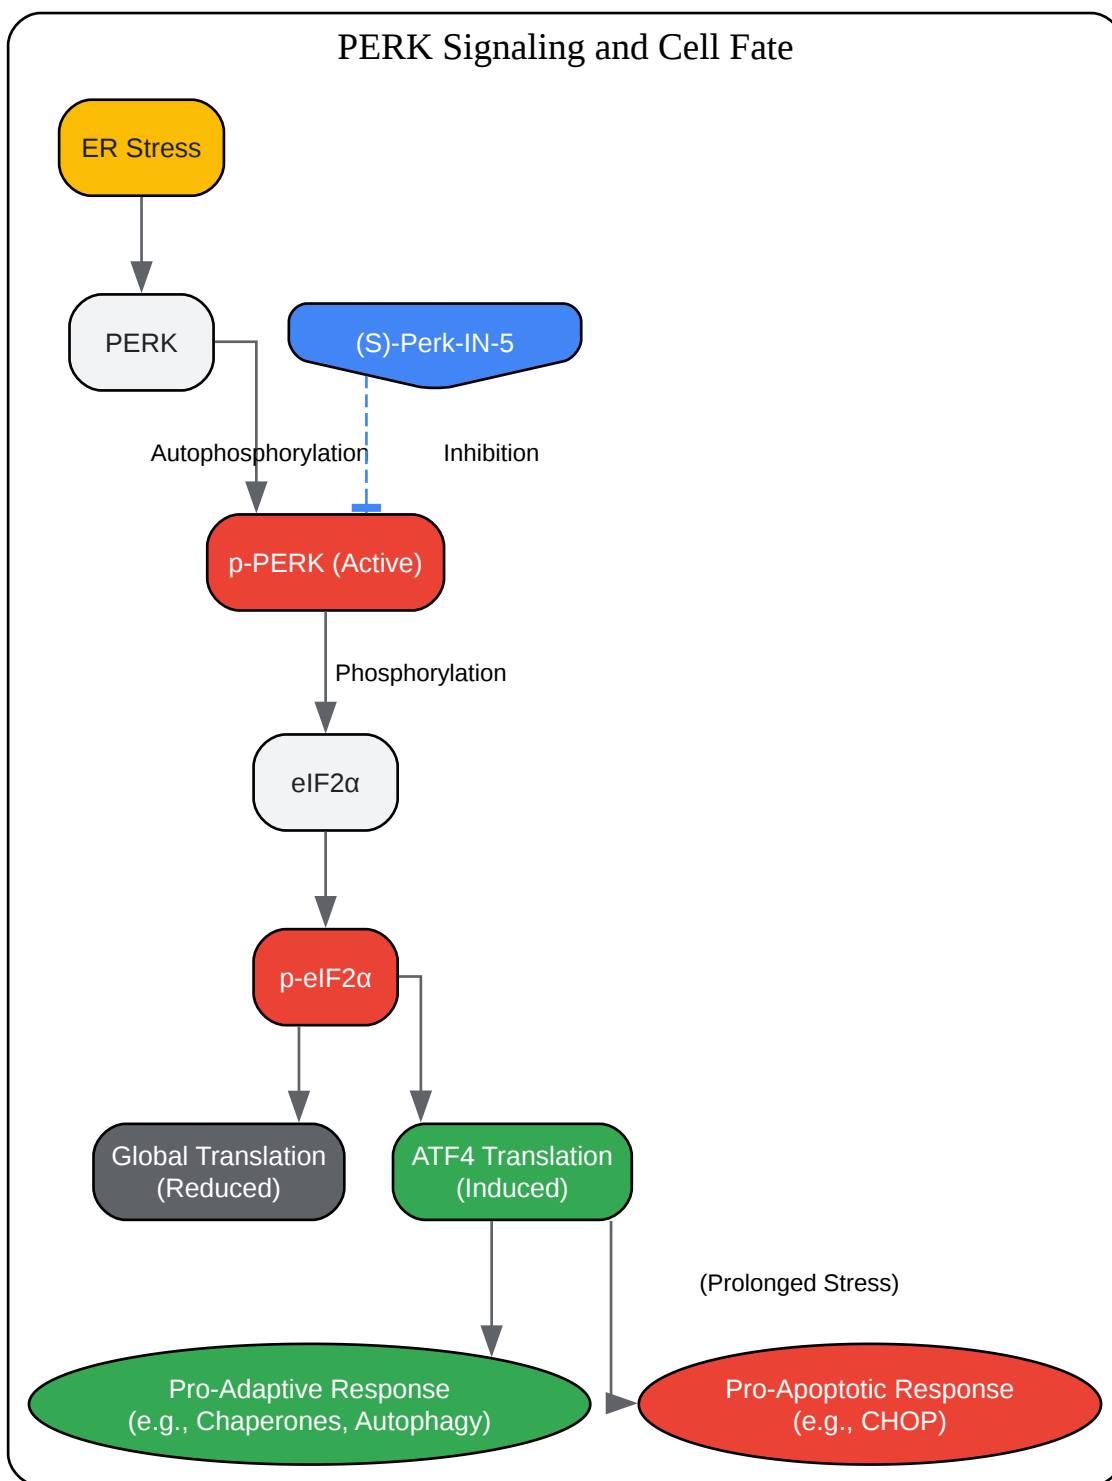 PERK Signaling and Cell Fate
ER Stress
PERK
(S)-Perk-IN-5
Autophosphorylation
Inhibition
p-PERK (Active)
Phosphorylation
eIF2α
p-eIF2α
Global Translation
(Reduced)
ATF4 Translation
(Induced)
(Prolonged Stress)
Pro-Adaptive Response
(e.g., Chaperones, Autophagy)
Pro-Apoptotic Response
(e.g., CHOP)